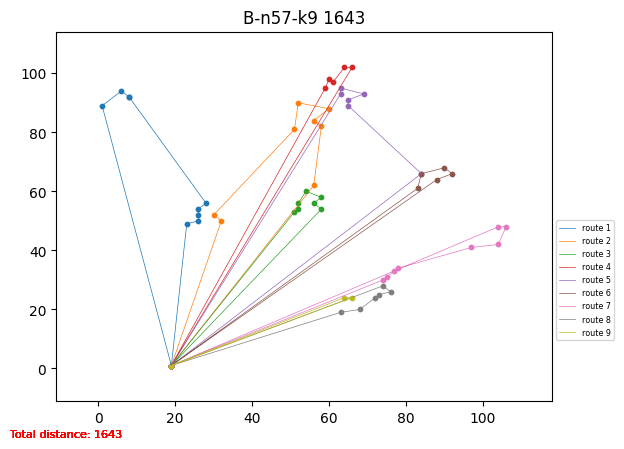 B-n57-k9 1643
100
80
60
40
20
0
0 20 40 60 80 100
route 1
route 2
route 3
route 4
route 5
route 6
route 7
route 8
route 9
Total distance: 1643